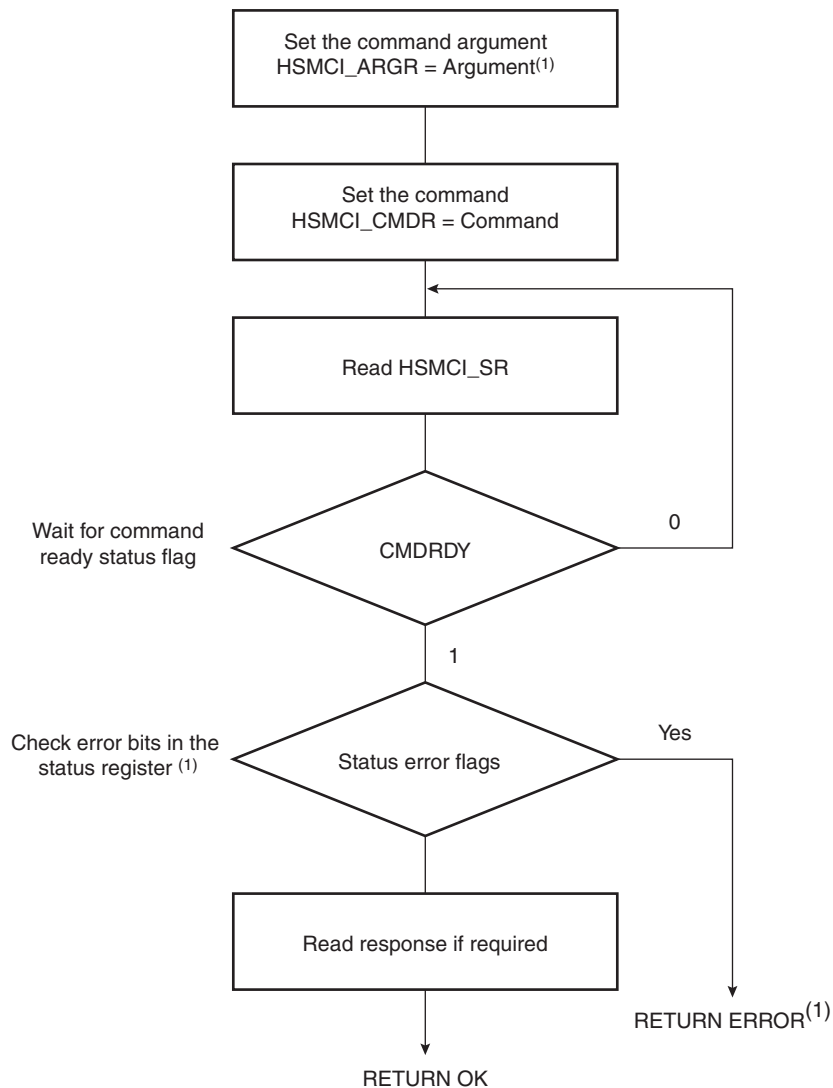 Set the command argument
HSMCI_ARGR = Argument(1)
Set the command
HSMCI_CMDR = Command
Read HSMCI_SR
Wait for command
ready status flag
CMDRDY
0
1
Check error bits in the
status register (1)
Status error flags
Yes
Read response if required
RETURN ERROR(1)
RETURN OK